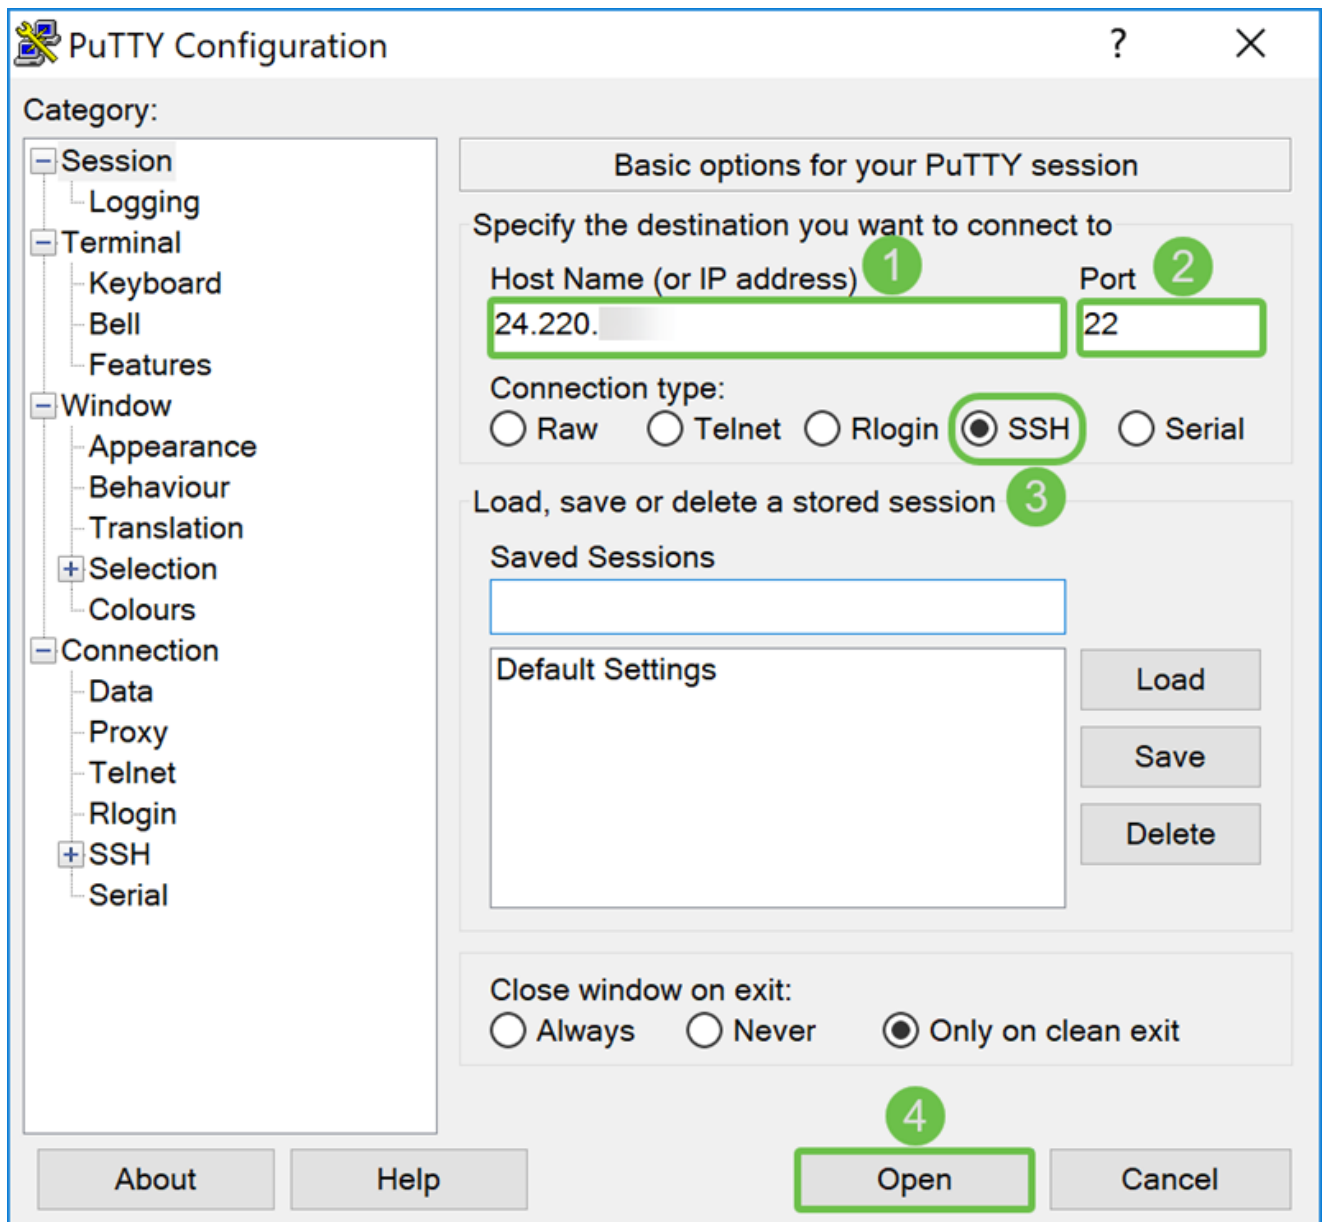 PuTTY Configuration
?
Category:
Session
Logging
Terminal
Keyboard
Bell
Features
Window
Appearance
Behaviour
Translation
Selection
Colours
Connection
Data
Proxy
Telnet
Rlogin
SSH
Serial
Basic options for your PuTTY session
Specify the destination you want to connect to
Host Name (or IP address) 1 Port 2
24.220. 22
Connection type:
Raw Telnet Rlogin SSH Serial
3
Load, save or delete a stored session
Saved Sessions
Default Settings
Load
Save
Delete
Close window on exit:
Always Never Only on clean exit
4
About Help Open Cancel